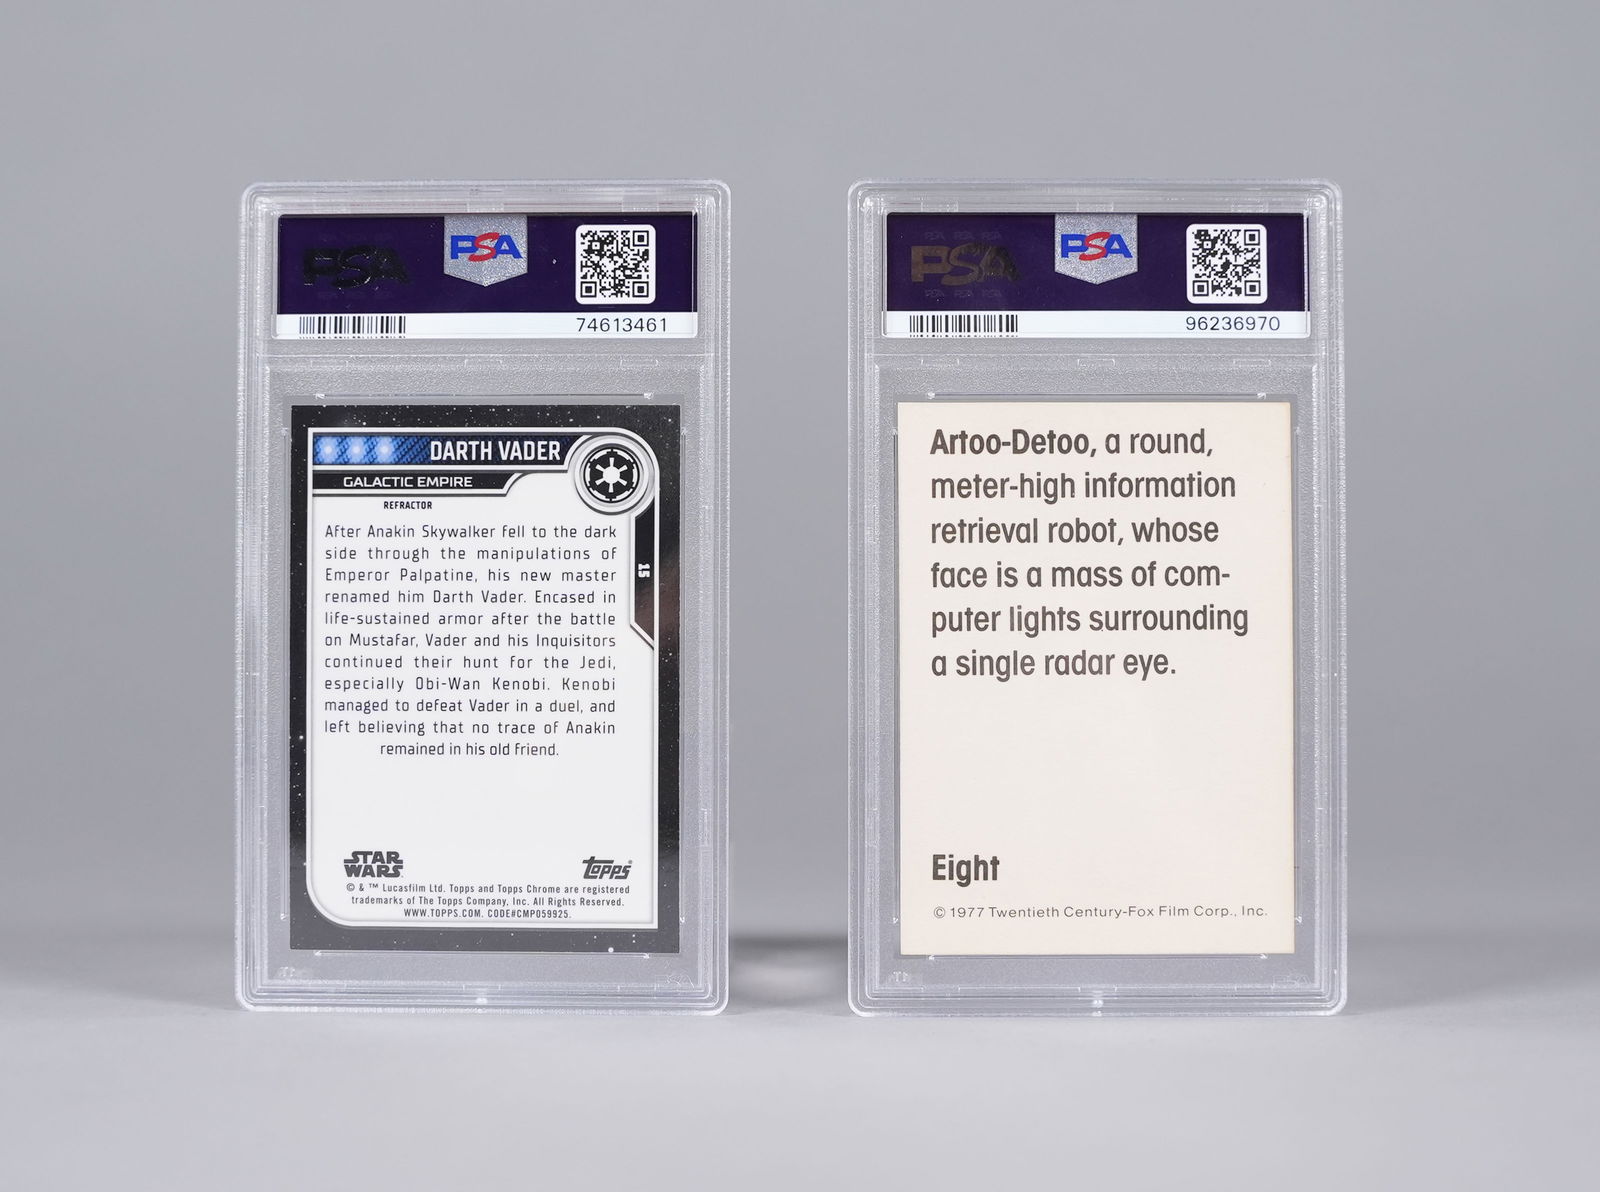 PSA
PSA
74613461
DARTH VADER
GALACTIC EMPIRE
REFRACTOR
After Anakin Skywalker fell to the dark
side through the manipulations of
Emperor Palpatine, his new master
renamed him Darth Vader. Encased in
life-sustained armor after the battle
on Mustafar, Vader and his Inquisitors
continued their hunt for the Jedi,
especially Obi-Wan Kenobi. Kenobi
managed to defeat Vader in a duel, and
left believing that no trace of Anakin
remained in his old friend.
15
STAR
WARS
topps
© & ™ Lucasfilm Ltd. Topps and Topps Chrome are registered
trademarks of The Topps Company, Inc. All Rights Reserved.
WWW.TOPPS.COM. CODE#CMP059925.
PSA
PSA
96236970
Artoo-Detoo, a round,
meter-high information
retrieval robot, whose
face is a mass of com-
puter lights surrounding
a single radar eye.
Eight
© 1977 Twentieth Century-Fox Film Corp., Inc.